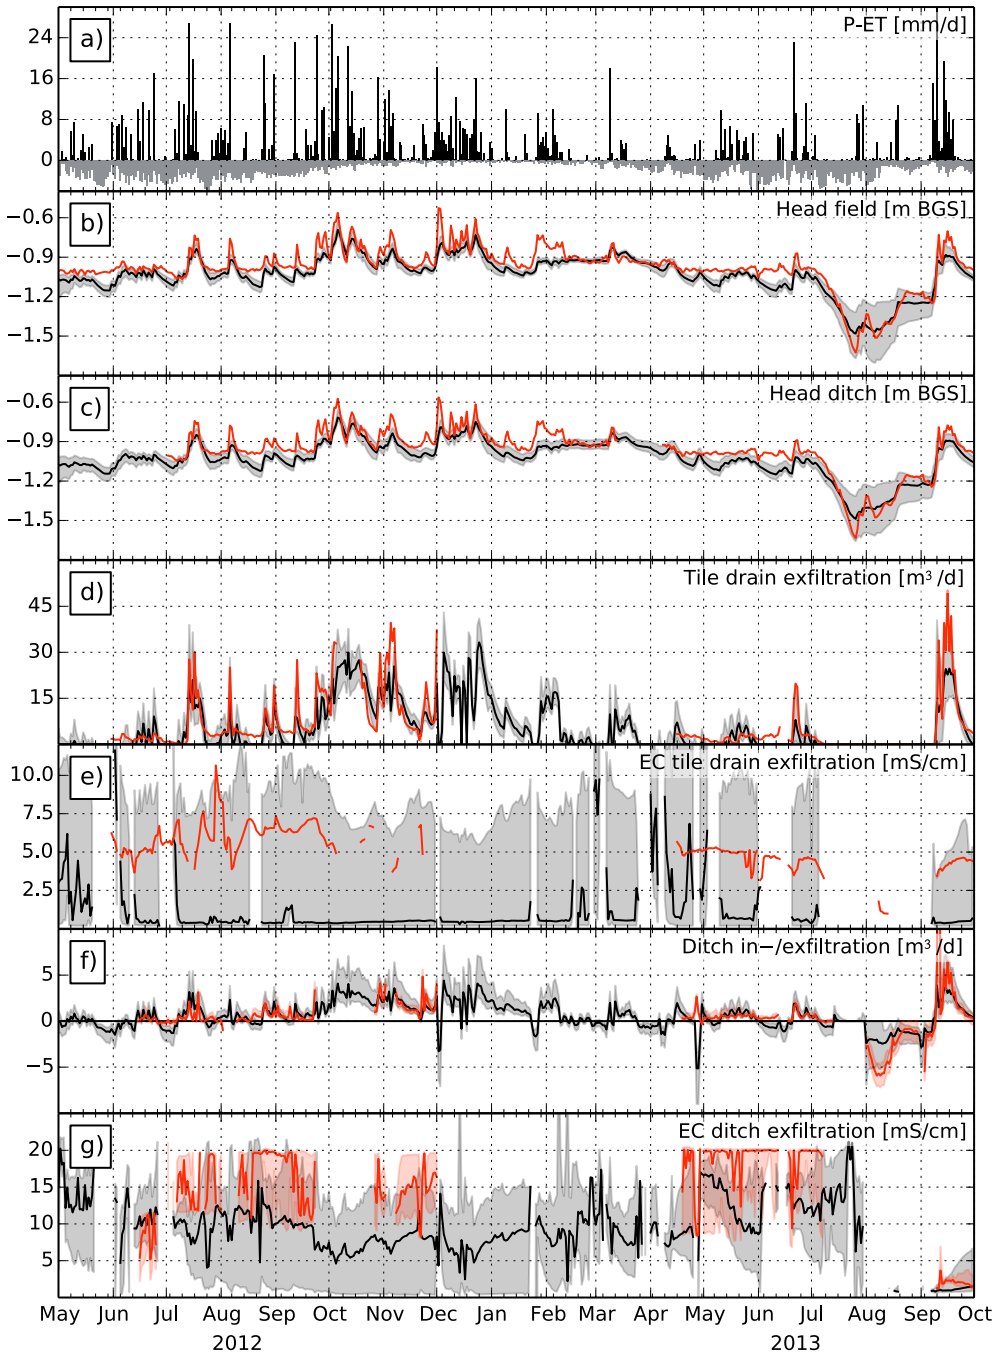 a)
P-ET [mm/d]
24
16
8
0
b)
Head field [m BGS]
−0.6
−0.9
−1.2
−1.5
c)
Head ditch [m BGS]
−0.6
−0.9
−1.2
−1.5
d)
Tile drain exfiltration [m³/d]
45
30
15
e)
EC tile drain exfiltration [mS/cm]
10.0
7.5
5.0
2.5
f)
Ditch in−/exfiltration [m³/d]
5
0
−5
g)
EC ditch exfiltration [mS/cm]
20
15
10
5
May Jun Jul Aug Sep Oct Nov Dec Jan Feb Mar Apr May Jun Jul Aug Sep Oct
2012 2013